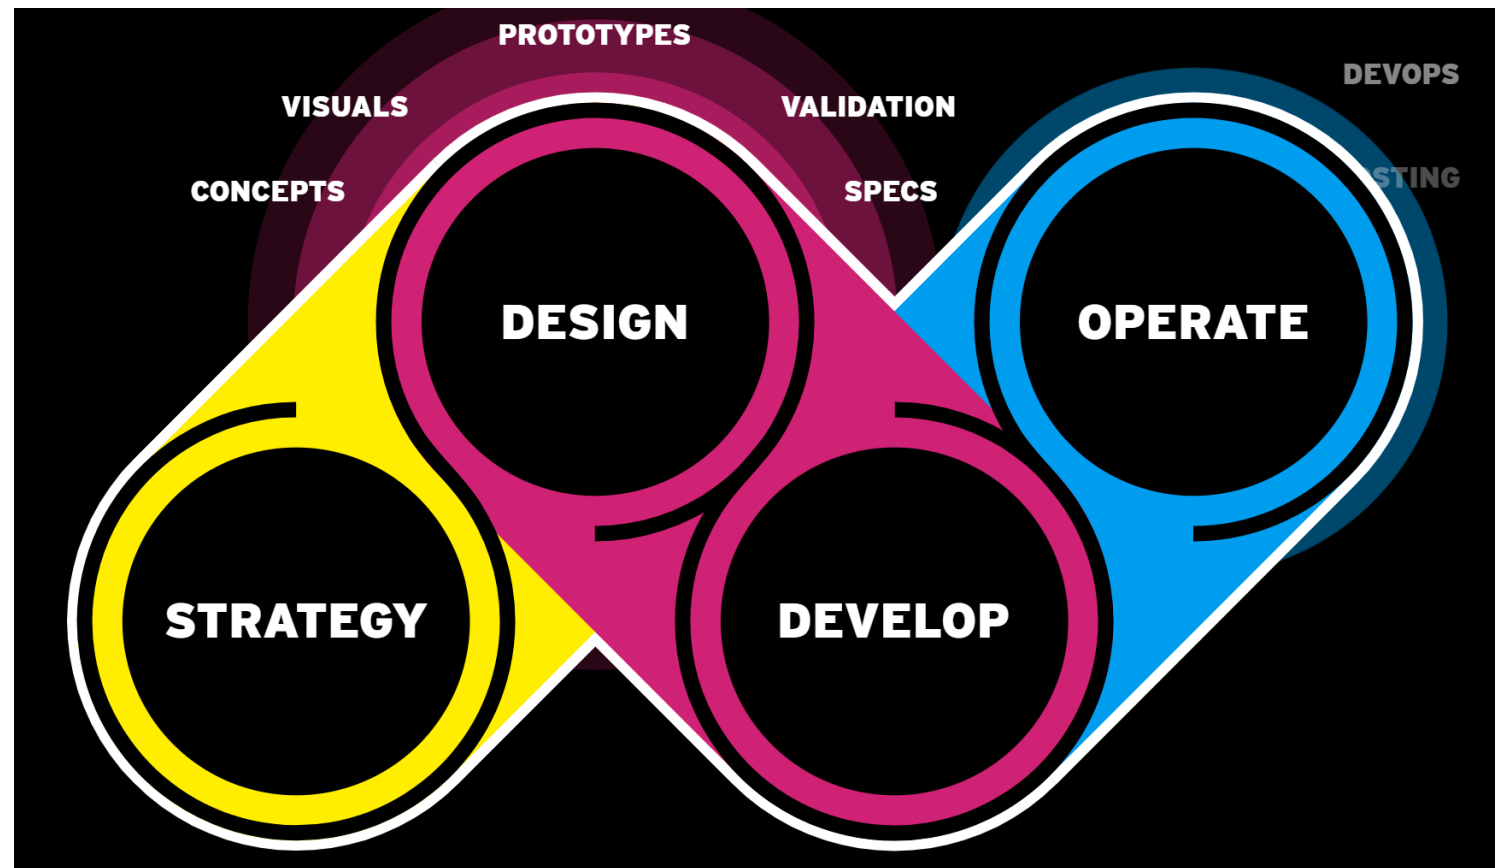 PROTOTYPES
VISUALS
VALIDATION
CONCEPTS
SPECS
DEVOPS
DESIGN
OPERATE
STRATEGY
DEVELOP